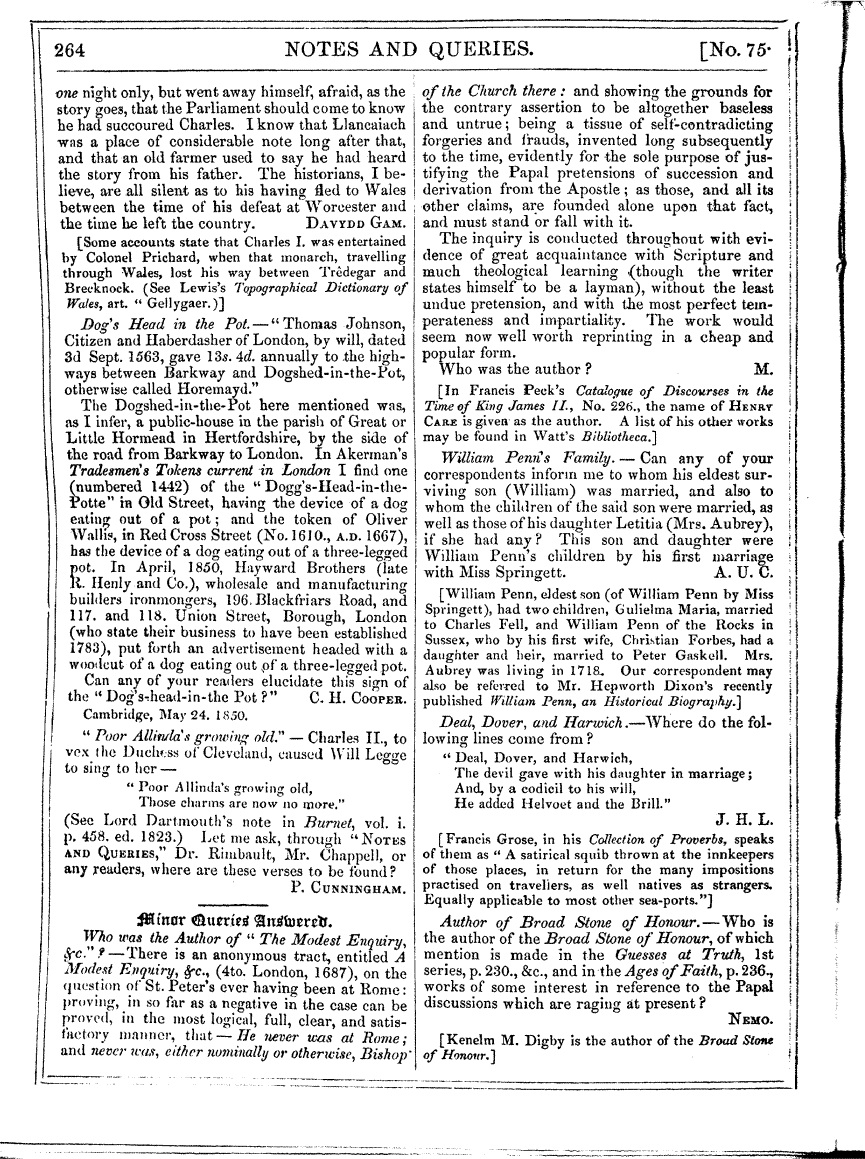 264 NOTES AND QUERIES. [No. 75·
one night only, but went away himself, afraid, as the
story goes, that the Parliament should come to know
he had succoured Charles. I know that Llancaiach
was a place of considerable note long after that,
and that an old farmer used to say he had heard
the story from his father. The historians, I be-
lieve, are all silent as to his having fled to Wales
between the time of his defeat at Worcester and
the time he left the country. DAVYDD GAM.
[Some accounts state that Charles I. was entertained
by Colonel Prichard, when that monarch, travelling
through Wales, lost his way between Trêdegar and
Brecknock. (See Lewis's Topographical Dictionary of
Wales, art. " Gellygaer.)]
Dog's Head in the Pot.—"Thomas Johnson,
Citizen and Haberdasher of London, by will, dated
3d Sept. 1563, gave 13s. 4d. annually to the high-
ways between Barkway and Dogshed-in-the-Pot,
otherwise called Horemayd."
The Dogshed-in-the-Pot here mentioned was,
as I infer, a public-house in the parish of Great or
Little Hormead in Hertfordshire, by the side of
the road from Barkway to London. In Akerman's
Tradesmen's Tokens current in London I find one
(numbered 1442) of the "Dogg's-Head-in-the-
Potte" in Old Street, having the device of a dog
eating out of a pot; and the token of Oliver
Wallis, in Red Cross Street (No. 1610., A.D. 1667),
has the device of a dog eating out of a three-legged
pot. In April, 1850, Hayward Brothers (late
R. Henly and Co.), wholesale and manufacturing
builders ironmongers, 196. Blackfriars Road, and
117. and 118. Union Street, Borough, London
(who state their business to have been established
1783), put forth an advertisement headed with a
woodcut of a dog eating out of a three-legged pot.
Can any of your readers elucidate this sign of
the "Dog's-head-in-the Pot?" C. H. COOPER.
Cambridge, May 24. 1850.
"Poor Allinda's growing old." — Charles II., to
vex the Duchess of Cleveland, caused Will Legge
to sing to her —
"Poor Allinda's growing old,
Those charms are now no more."
(See Lord Dartmouth's note in Burnet, vol. i.
p. 458. ed. 1823.) Let me ask, through "NOTES
AND QUERIES," Dr. Rimbault, Mr. Chappell, or
any readers, where are these verses to be found?
P. CUNNINGHAM.
Minor Queries Answered.
Who was the Author of "The Modest Enquiry,
&c."?—There is an anonymous tract, entitled A
Modest Enquiry, &c., (4to. London, 1687), on the
question of St. Peter's ever having been at Rome:
proving, in so far as a negative in the case can be
proved, in the most logical, full, clear, and satis-
factory manner, that — He never was at Rome;
and never was, either nominally or otherwise, Bishop
of the Church there: and showing the grounds for
the contrary assertion to be altogether baseless
and untrue; being a tissue of self-contradicting
forgeries and frauds, invented long subsequently
to the time, evidently for the sole purpose of jus-
tifying the Papal pretensions of succession and
derivation from the Apostle; as those, and all its
other claims, are founded alone upon that fact,
and must stand or fall with it.
The inquiry is conducted throughout with evi-
dence of great acquaintance with Scripture and
much theological learning (though the writer
states himself to be a layman), without the least
undue pretension, and with the most perfect tem-
perateness and impartiality. The work would
seem now well worth reprinting in a cheap and
popular form.
Who was the author? M.
[In Francis Peck's Catalogue of Discourses in the
Time of King James II., No. 226., the name of HENRY
CARE is given as the author. A list of his other works
may be found in Watt's Bibliotheca.]
William Penn's Family. — Can any of your
correspondents inform me to whom his eldest sur-
viving son (William) was married, and also to
whom the children of the said son were married, as
well as those of his daughter Letitia (Mrs. Aubrey),
if she had any? This son and daughter were
William Penn's children by his first marriage
with Miss Springett. A. U. C.
[William Penn, eldest son (of William Penn by Miss
Springett), had two children, Gulielma Maria, married
to Charles Fell, and William Penn of the Rocks in
Sussex, who by his first wife, Christian Forbes, had a
daughter and heir, married to Peter Gaskell. Mrs.
Aubrey was living in 1718. Our correspondent may
also be referred to Mr. Hepworth Dixon's recently
published William Penn, an Historical Biography.]
Deal, Dover, and Harwich.—Where do the fol-
lowing lines come from?
"Deal, Dover, and Harwich,
The devil gave with his daughter in marriage;
And, by a codicil to his will,
He added Helvoet and the Brill."
J. H. L.
[Francis Grose, in his Collection of Proverbs, speaks
of them as "A satirical squib thrown at the innkeepers
of those places, in return for the many impositions
practised on travellers, as well natives as strangers.
Equally applicable to most other sea-ports."]
Author of Broad Stone of Honour.—Who is
the author of the Broad Stone of Honour, of which
mention is made in the Guesses at Truth, 1st
series, p. 230., &c., and in the Ages of Faith, p. 236.,
works of some interest in reference to the Papal
discussions which are raging at present?
NEMO.
[Kenelm M. Digby is the author of the Broad Stone
of Honour.]